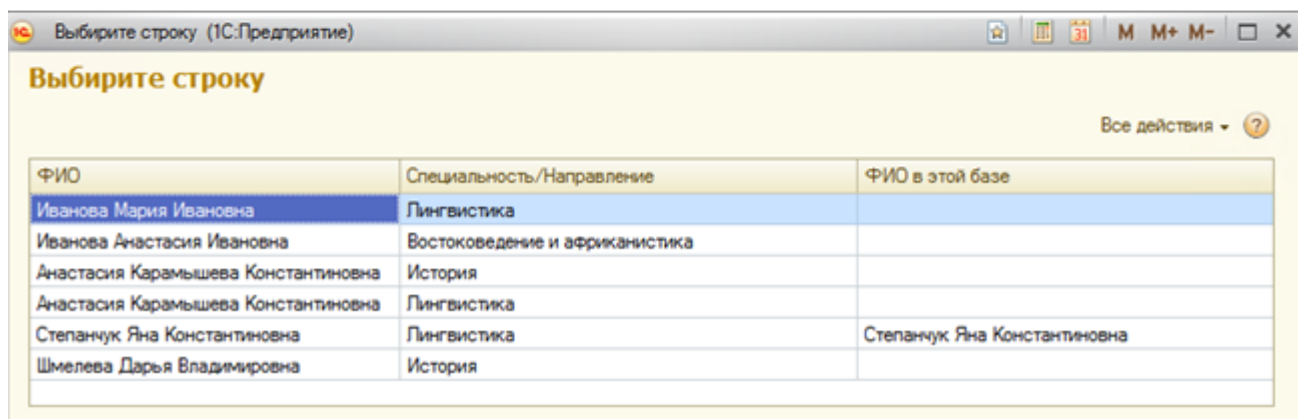 1С Выбирите строку (1С:Предприятие) 31 M M+ M-
Выбирите строку
Все действия ?
ФИО Специальность/Направление ФИО в этой базе
Иванова Мария Ивановна Лингвистика
Иванова Анастасия Ивановна Востоковедение и африканистика
Анастасия Карамышева Константиновна История
Анастасия Карамышева Константиновна Лингвистика
Степанчук Яна Константиновна Лингвистика Степанчук Яна Константиновна
Шмелева Дарья Владимировна История